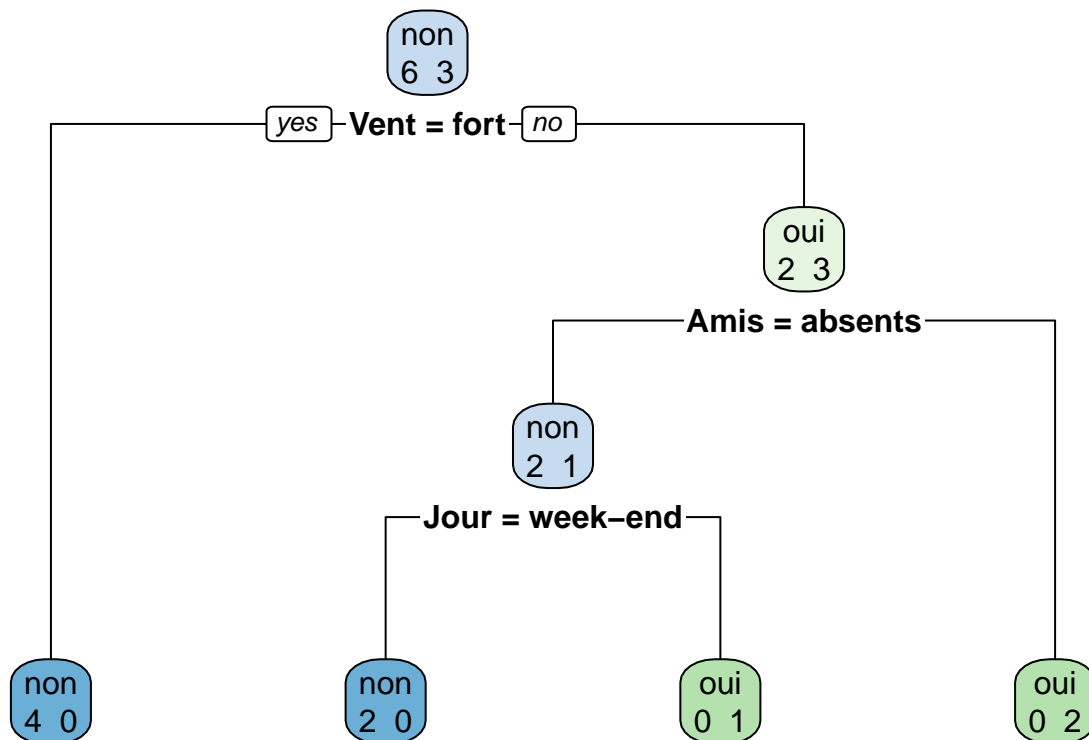 non
6 3
yes Vent = fort no
oui
2 3
Amis = absents
non
2 1
Jour = week−end
non
4 0
non
2 0
oui
0 1
oui
0 2